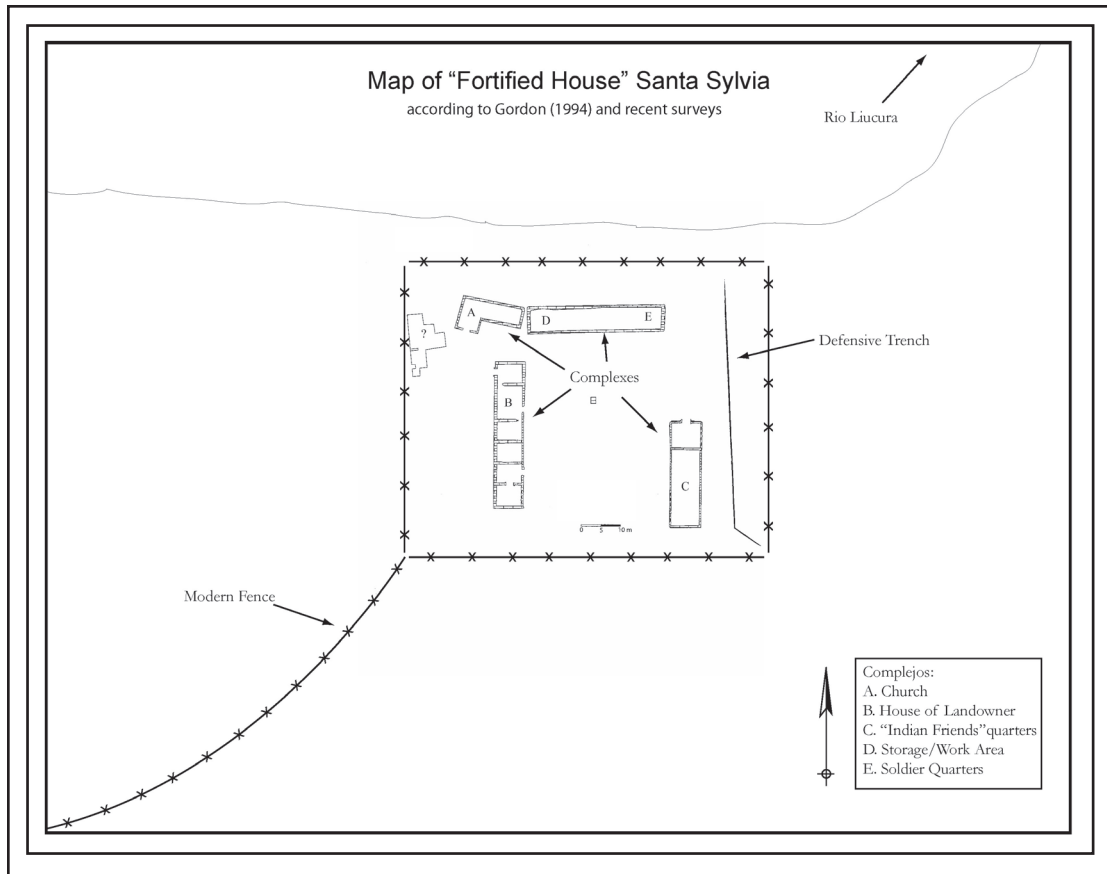 Map of “Fortified House” Santa Sylvia
according to Gordon (1994) and recent surveys
Rio Liucura
A
D
E
?
Defensive Trench
Complexes
B
C
0 5 10 m
Modern Fence
Complejos:
A. Church
B. House of Landowner
C. “Indian Friends”quarters
D. Storage/Work Area
E. Soldier Quarters